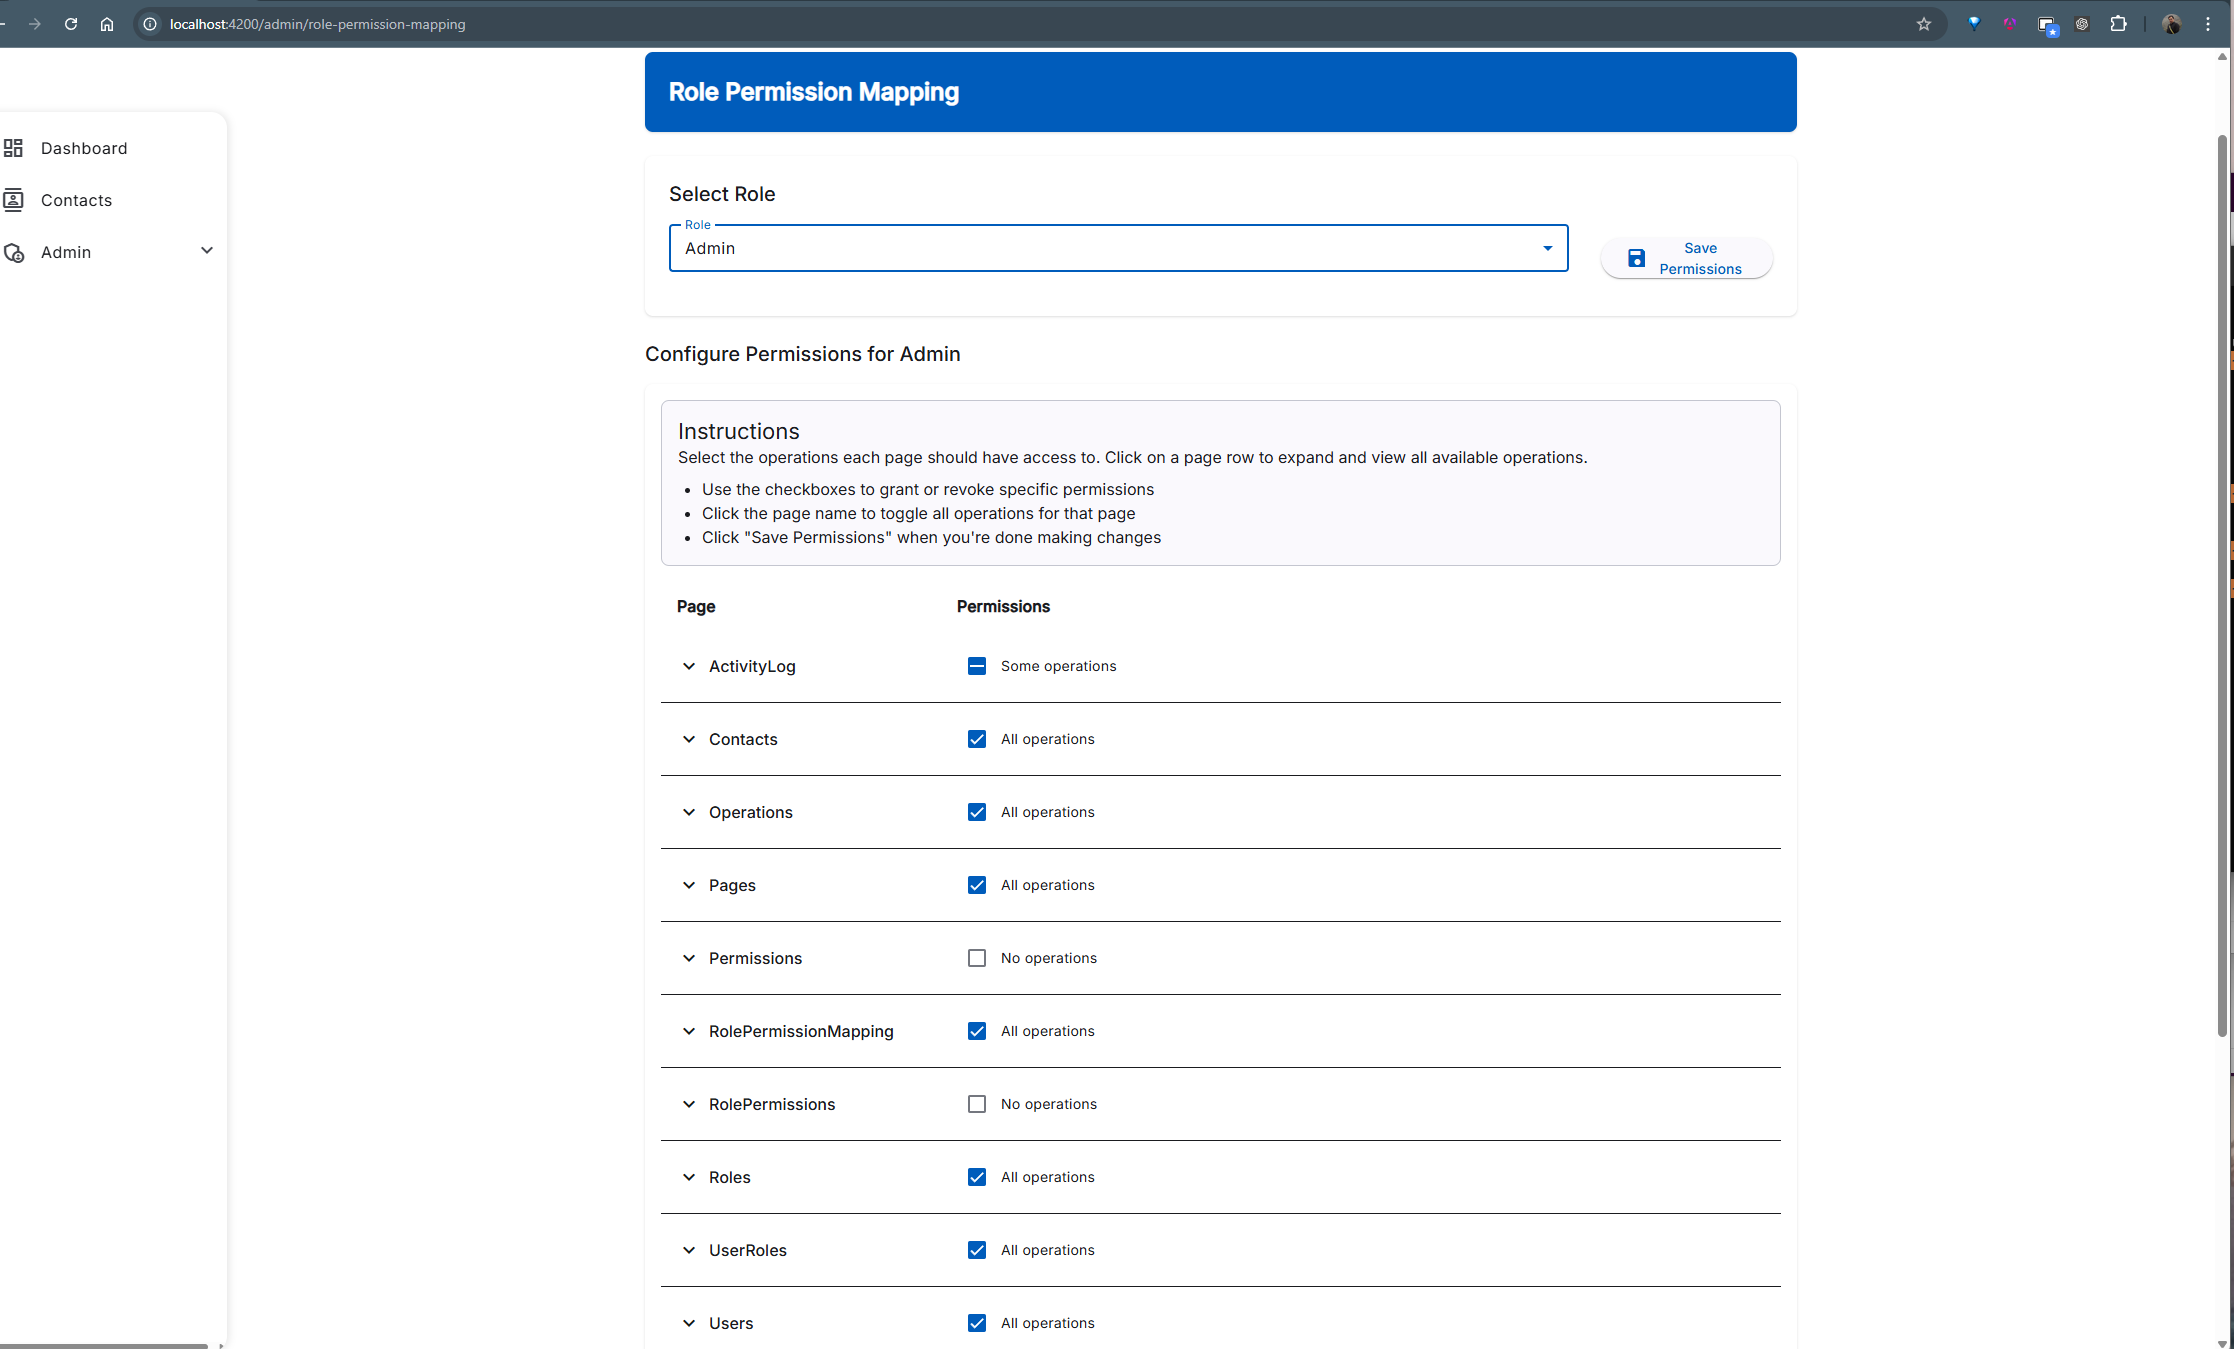 localhost:4200/admin/role-permission-mapping
Role Permission Mapping
Dashboard
Contacts
Admin
Select Role
Role
Admin
Save
Permissions
Configure Permissions for Admin
Instructions
Select the operations each page should have access to. Click on a page row to expand and view all available operations.
Use the checkboxes to grant or revoke specific permissions
Click the page name to toggle all operations for that page
Click "Save Permissions" when you're done making changes
Page Permissions
ActivityLog Some operations
Contacts All operations
Operations All operations
Pages All operations
Permissions No operations
RolePermissionMapping All operations
RolePermissions No operations
Roles All operations
UserRoles All operations
Users All operations